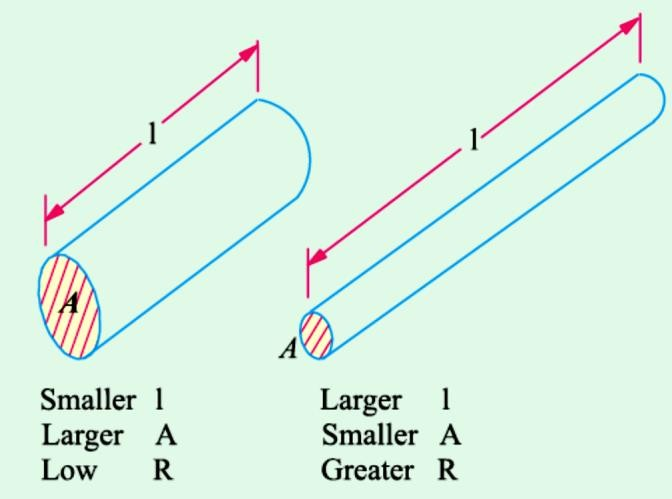 l
l
A
A
Smaller l
Larger A
Low R
Larger l
Smaller A
Greater R